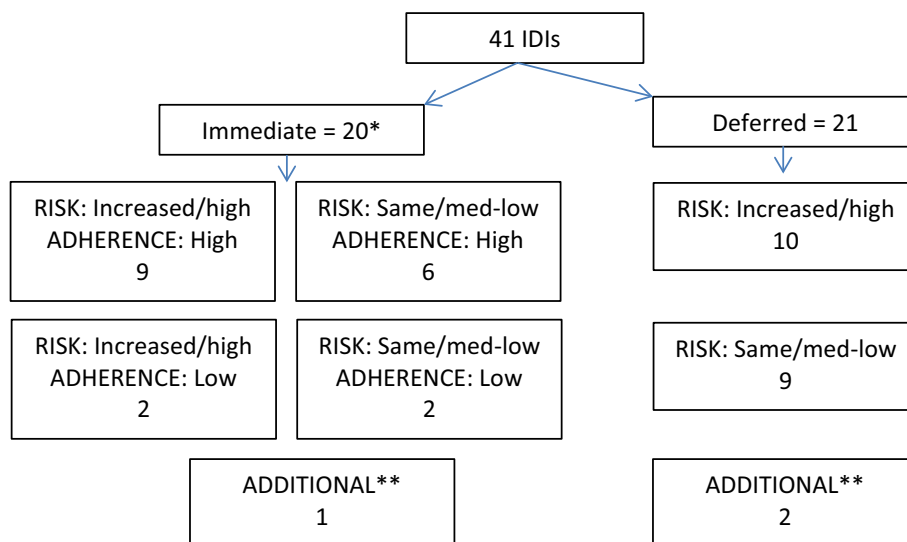 41 IDIs
Immediate = 20*
Deferred = 21
RISK: Increased/high
ADHERENCE: High
9
RISK: Same/med-low
ADHERENCE: High
6
RISK: Increased/high
10
RISK: Increased/high
ADHERENCE: Low
2
RISK: Same/med-low
ADHERENCE: Low
2
RISK: Same/med-low
9
ADDITIONAL**
1
ADDITIONAL**
2